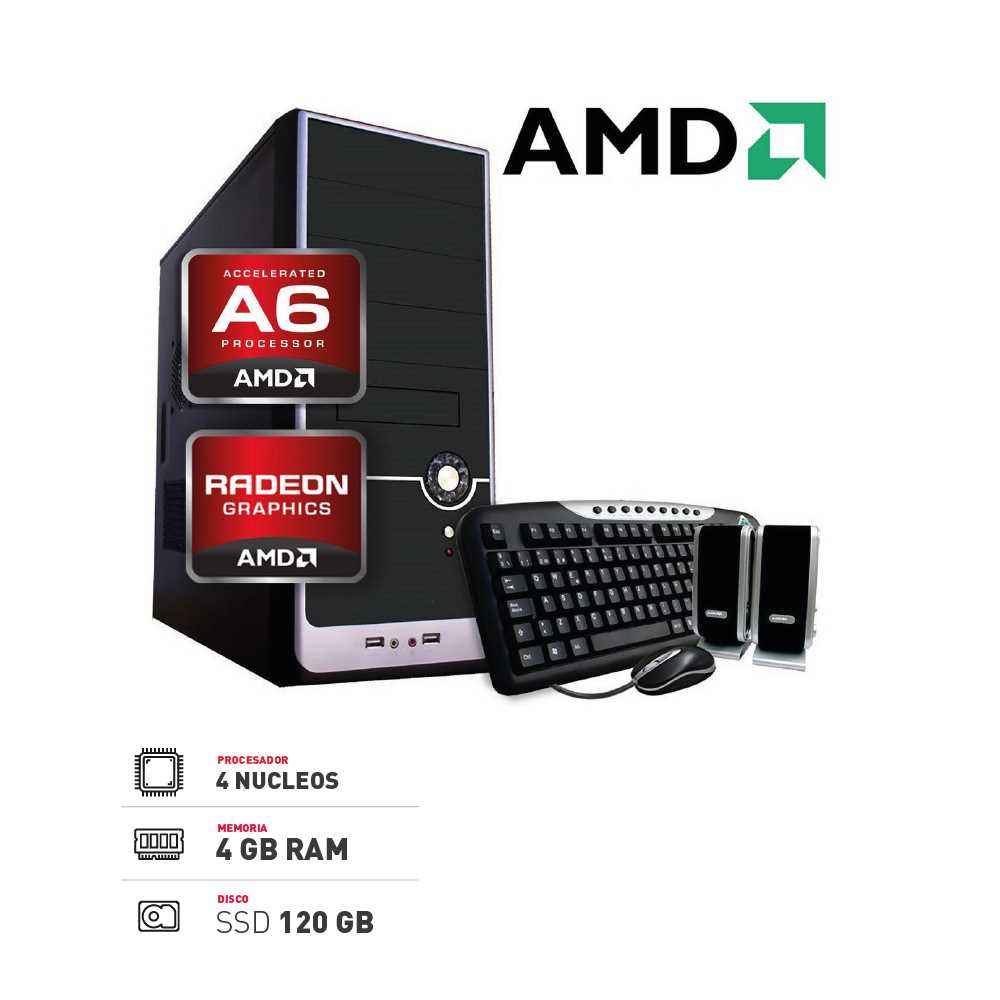 AMD
ACCELERATED
A6
PROCESSOR
AMD
RADEON
GRAPHICS
AMD
PROCESADOR
4 NUCLEOS
MEMORIA
4 GB RAM
DISCO
SSD 120 GB